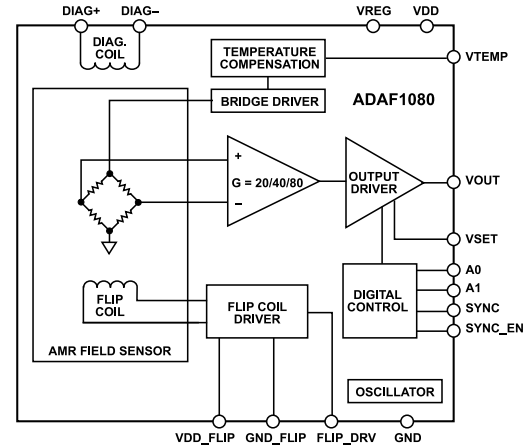 DIAG+ DIAG– VREG VDD
DIAG.
COIL
TEMPERATURE
COMPENSATION
VTEMP
BRIDGE DRIVER
ADAF1080
+
G = 20/40/80
–
OUTPUT
DRIVER
VOUT
VSET
A0
A1
SYNC
SYNC_EN
DIGITAL
CONTROL
FLIP
COIL
FLIP COIL
DRIVER
AMR FIELD SENSOR
OSCILLATOR
VDD_FLIP GND_FLIP FLIP_DRV GND